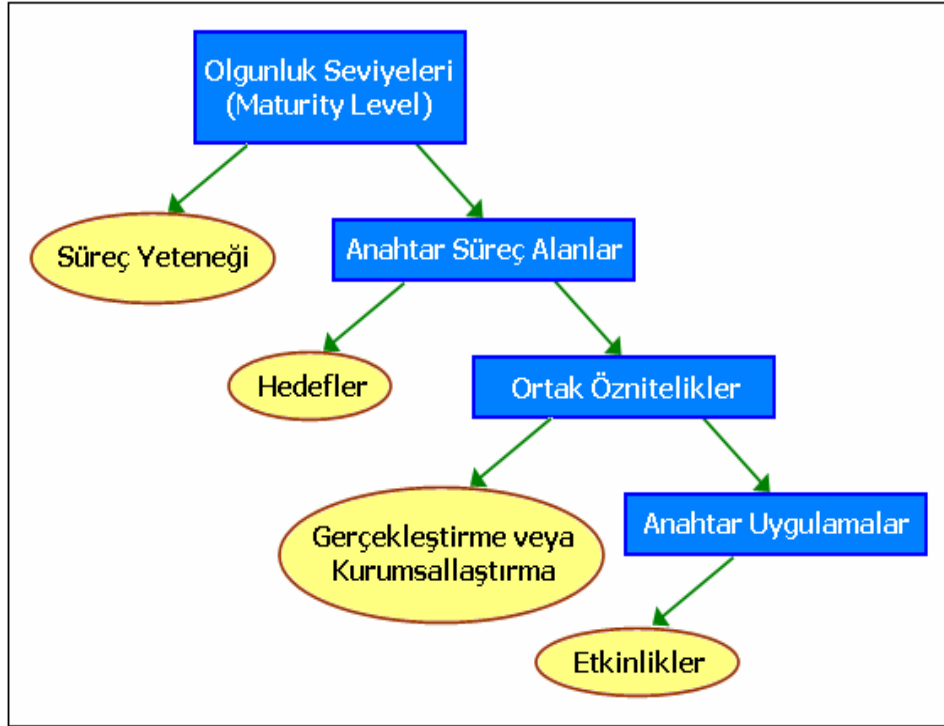 Olgunluk Seviyeleri
(Maturity Level)
Süreç Yeteneği
Anahtar Süreç Alanlar
Hedefler
Ortak Öznitelikler
Gerçekleştirme veya
Kurumsallaştırma
Anahtar Uygulamalar
Etkinlikler